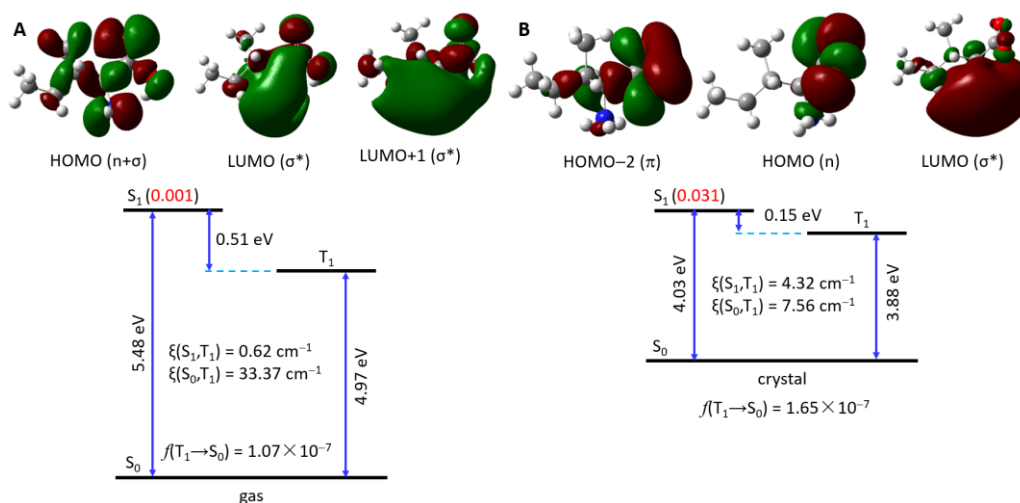 A
HOMO (n+σ)
LUMO (σ*)
LUMO+1 (σ*)
S₁ (0.001)
0.51 eV
T₁
5.48 eV
ξ(S₁,T₁) = 0.62 cm⁻¹
ξ(S₀,T₁) = 33.37 cm⁻¹
4.97 eV
f(T₁→S₀) = 1.07×10⁻⁷
S₀
gas
B
HOMO−2 (π)
HOMO (n)
LUMO (σ*)
S₁ (0.031)
0.15 eV
T₁
4.03 eV
ξ(S₁,T₁) = 4.32 cm⁻¹
ξ(S₀,T₁) = 7.56 cm⁻¹
3.88 eV
S₀
crystal
f(T₁→S₀) = 1.65×10⁻⁷